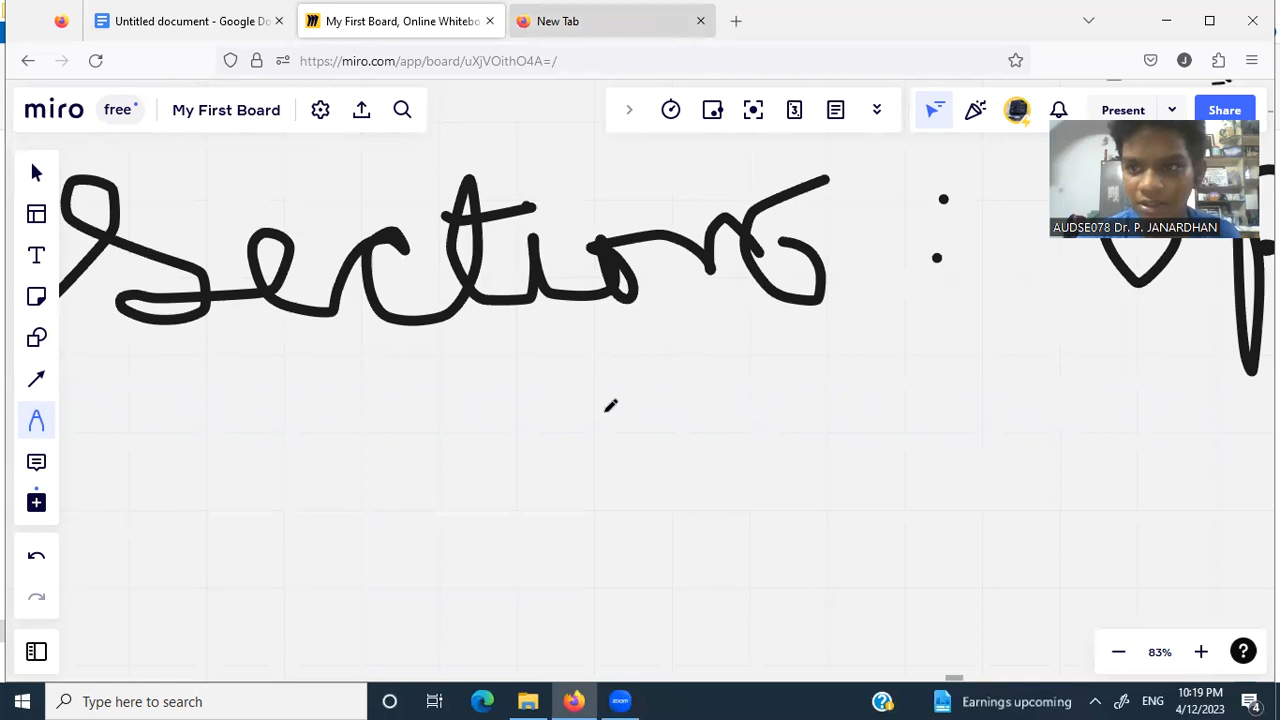 Untitled document - Google Do
My First Board, Online Whitebo
New Tab
https://miro.com/app/board/uXjVOithO4A=/
miro
free
My First Board
Present
Share
AUDSE078 Dr. P. JANARDHAN
Sections :
83%
Type here to search
zoom
Earnings upcoming
ENG
10:19 PM
4/12/2023
4